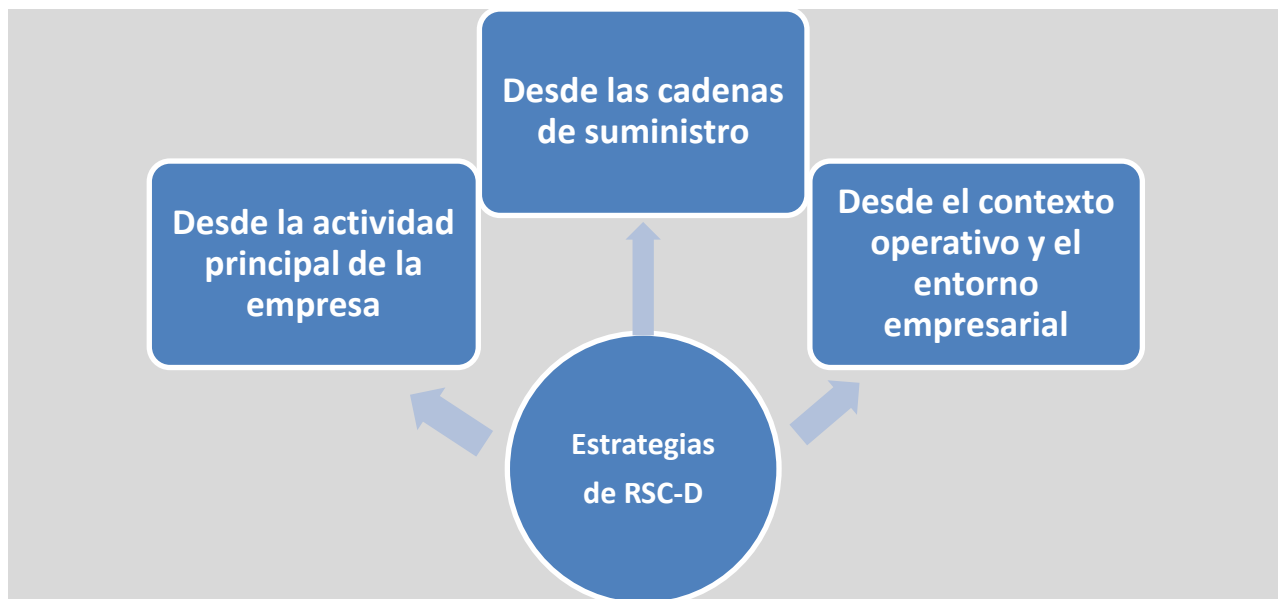 Desde las cadenas
de suministro
Desde la actividad
principal de la
empresa
Desde el contexto
operativo y el
entorno
empresarial
Estrategias
de RSC-D